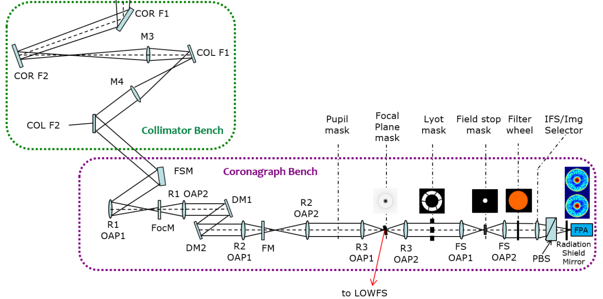 COR F1
M3
COL F1
COR F2
M4
COL F2
Collimator Bench
Pupil
mask
Focal
Plane
mask
Lyot
mask
Field stop
mask
Filter
wheel
IFS/Img
Selector
FSM
Coronagraph Bench
R1 OAP2
DM1
R1
OAP1
FocM
DM2
R2
OAP1
FM
R2
OAP2
R3
OAP1
R3
OAP2
FS
OAP1
FS
OAP2
PBS
FPA
Radiation
Shield
Mirror
to LOWFS